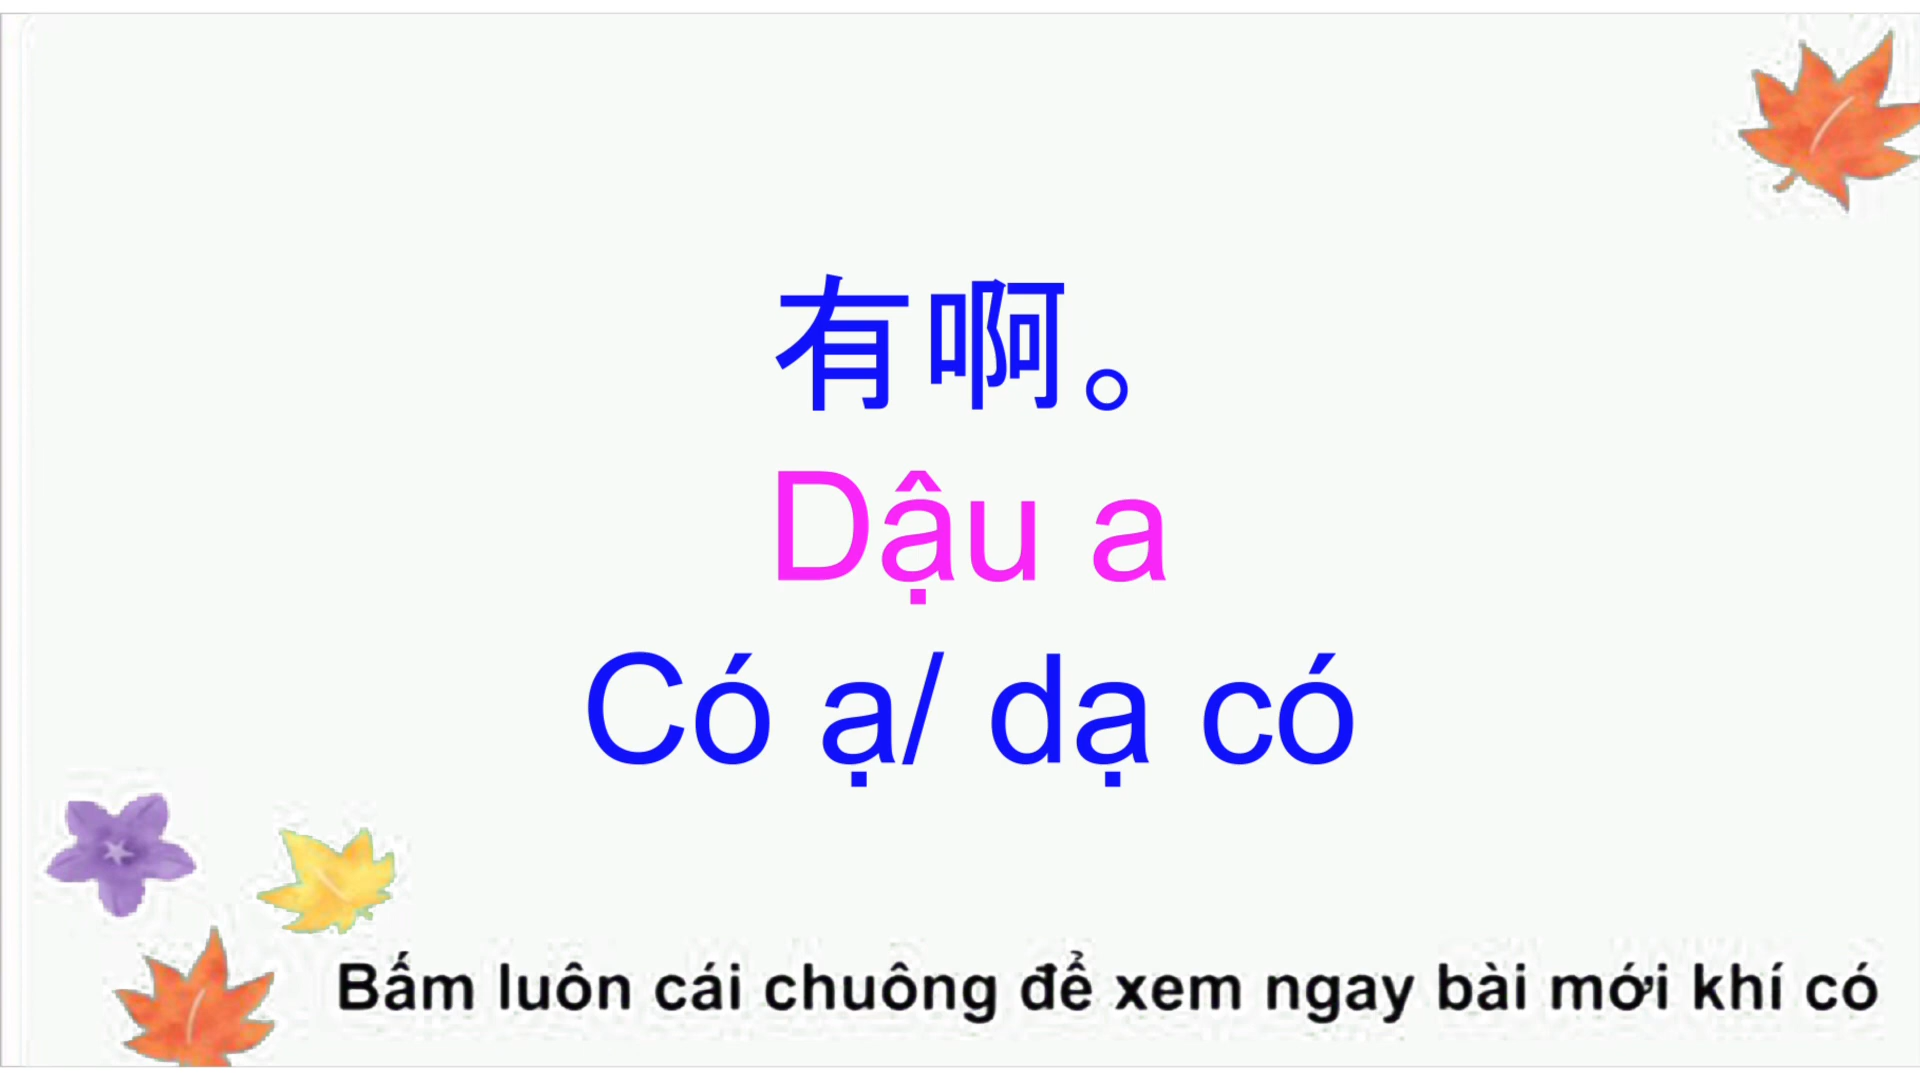 有啊。
Dậu a
Có ạ/ dạ có
Bấm luôn cái chuông để xem ngay bài mới khí có